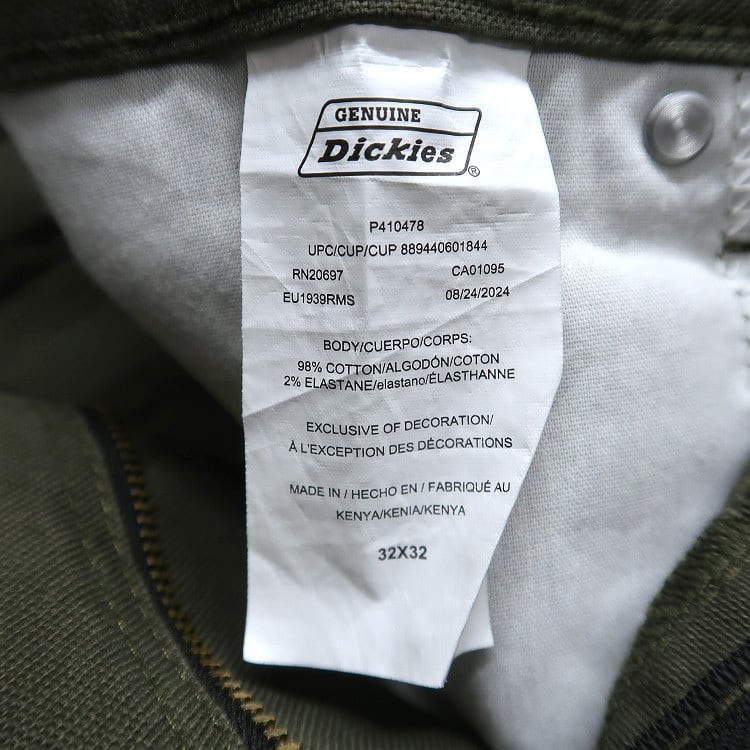 GENUINE
Dickies®
P410478
UPC/CUP/CUP 889440601844
RN20697 CA01095
EU1939RMS 08/24/2024
BODY/CUERPO/CORPS:
98% COTTON/ALGODÓN/COTON
2% ELASTANE/elastano/ÉLASTHANNE
EXCLUSIVE OF DECORATION/
À L'EXCEPTION DES DÉCORATIONS
MADE IN / HECHO EN / FABRIQUÉ AU
KENYA/KENIA/KENYA
32X32